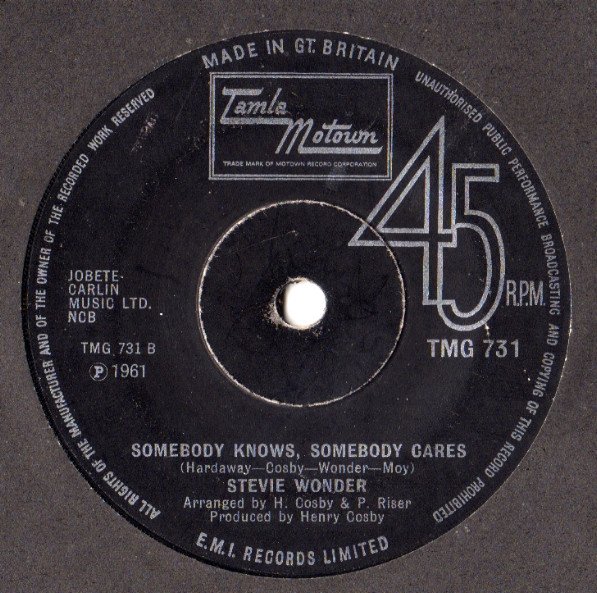 MADE IN GT. BRITAIN
UNAUTHORISED PUBLIC PERFORMANCE BROADCASTING AND COPYING OF THIS RECORD PROHIBITED
ALL RIGHTS OF THE MANUFACTURER AND OF THE OWNER OF THE RECORDED WORK RESERVED
Tamla
Motown
TRADE MARK OF MOTOWN RECORD CORPORATION
45
R.P.M.
JOBETE-
CARLIN
MUSIC LTD.
NCB
TMG 731 B
Ⓟ 1961
TMG 731
SOMEBODY KNOWS, SOMEBODY CARES
(Hardaway—Cosby—Wonder—Moy)
STEVIE WONDER
Arranged by H. Cosby & P. Riser
Produced by Henry Cosby
E.M.I. RECORDS LIMITED